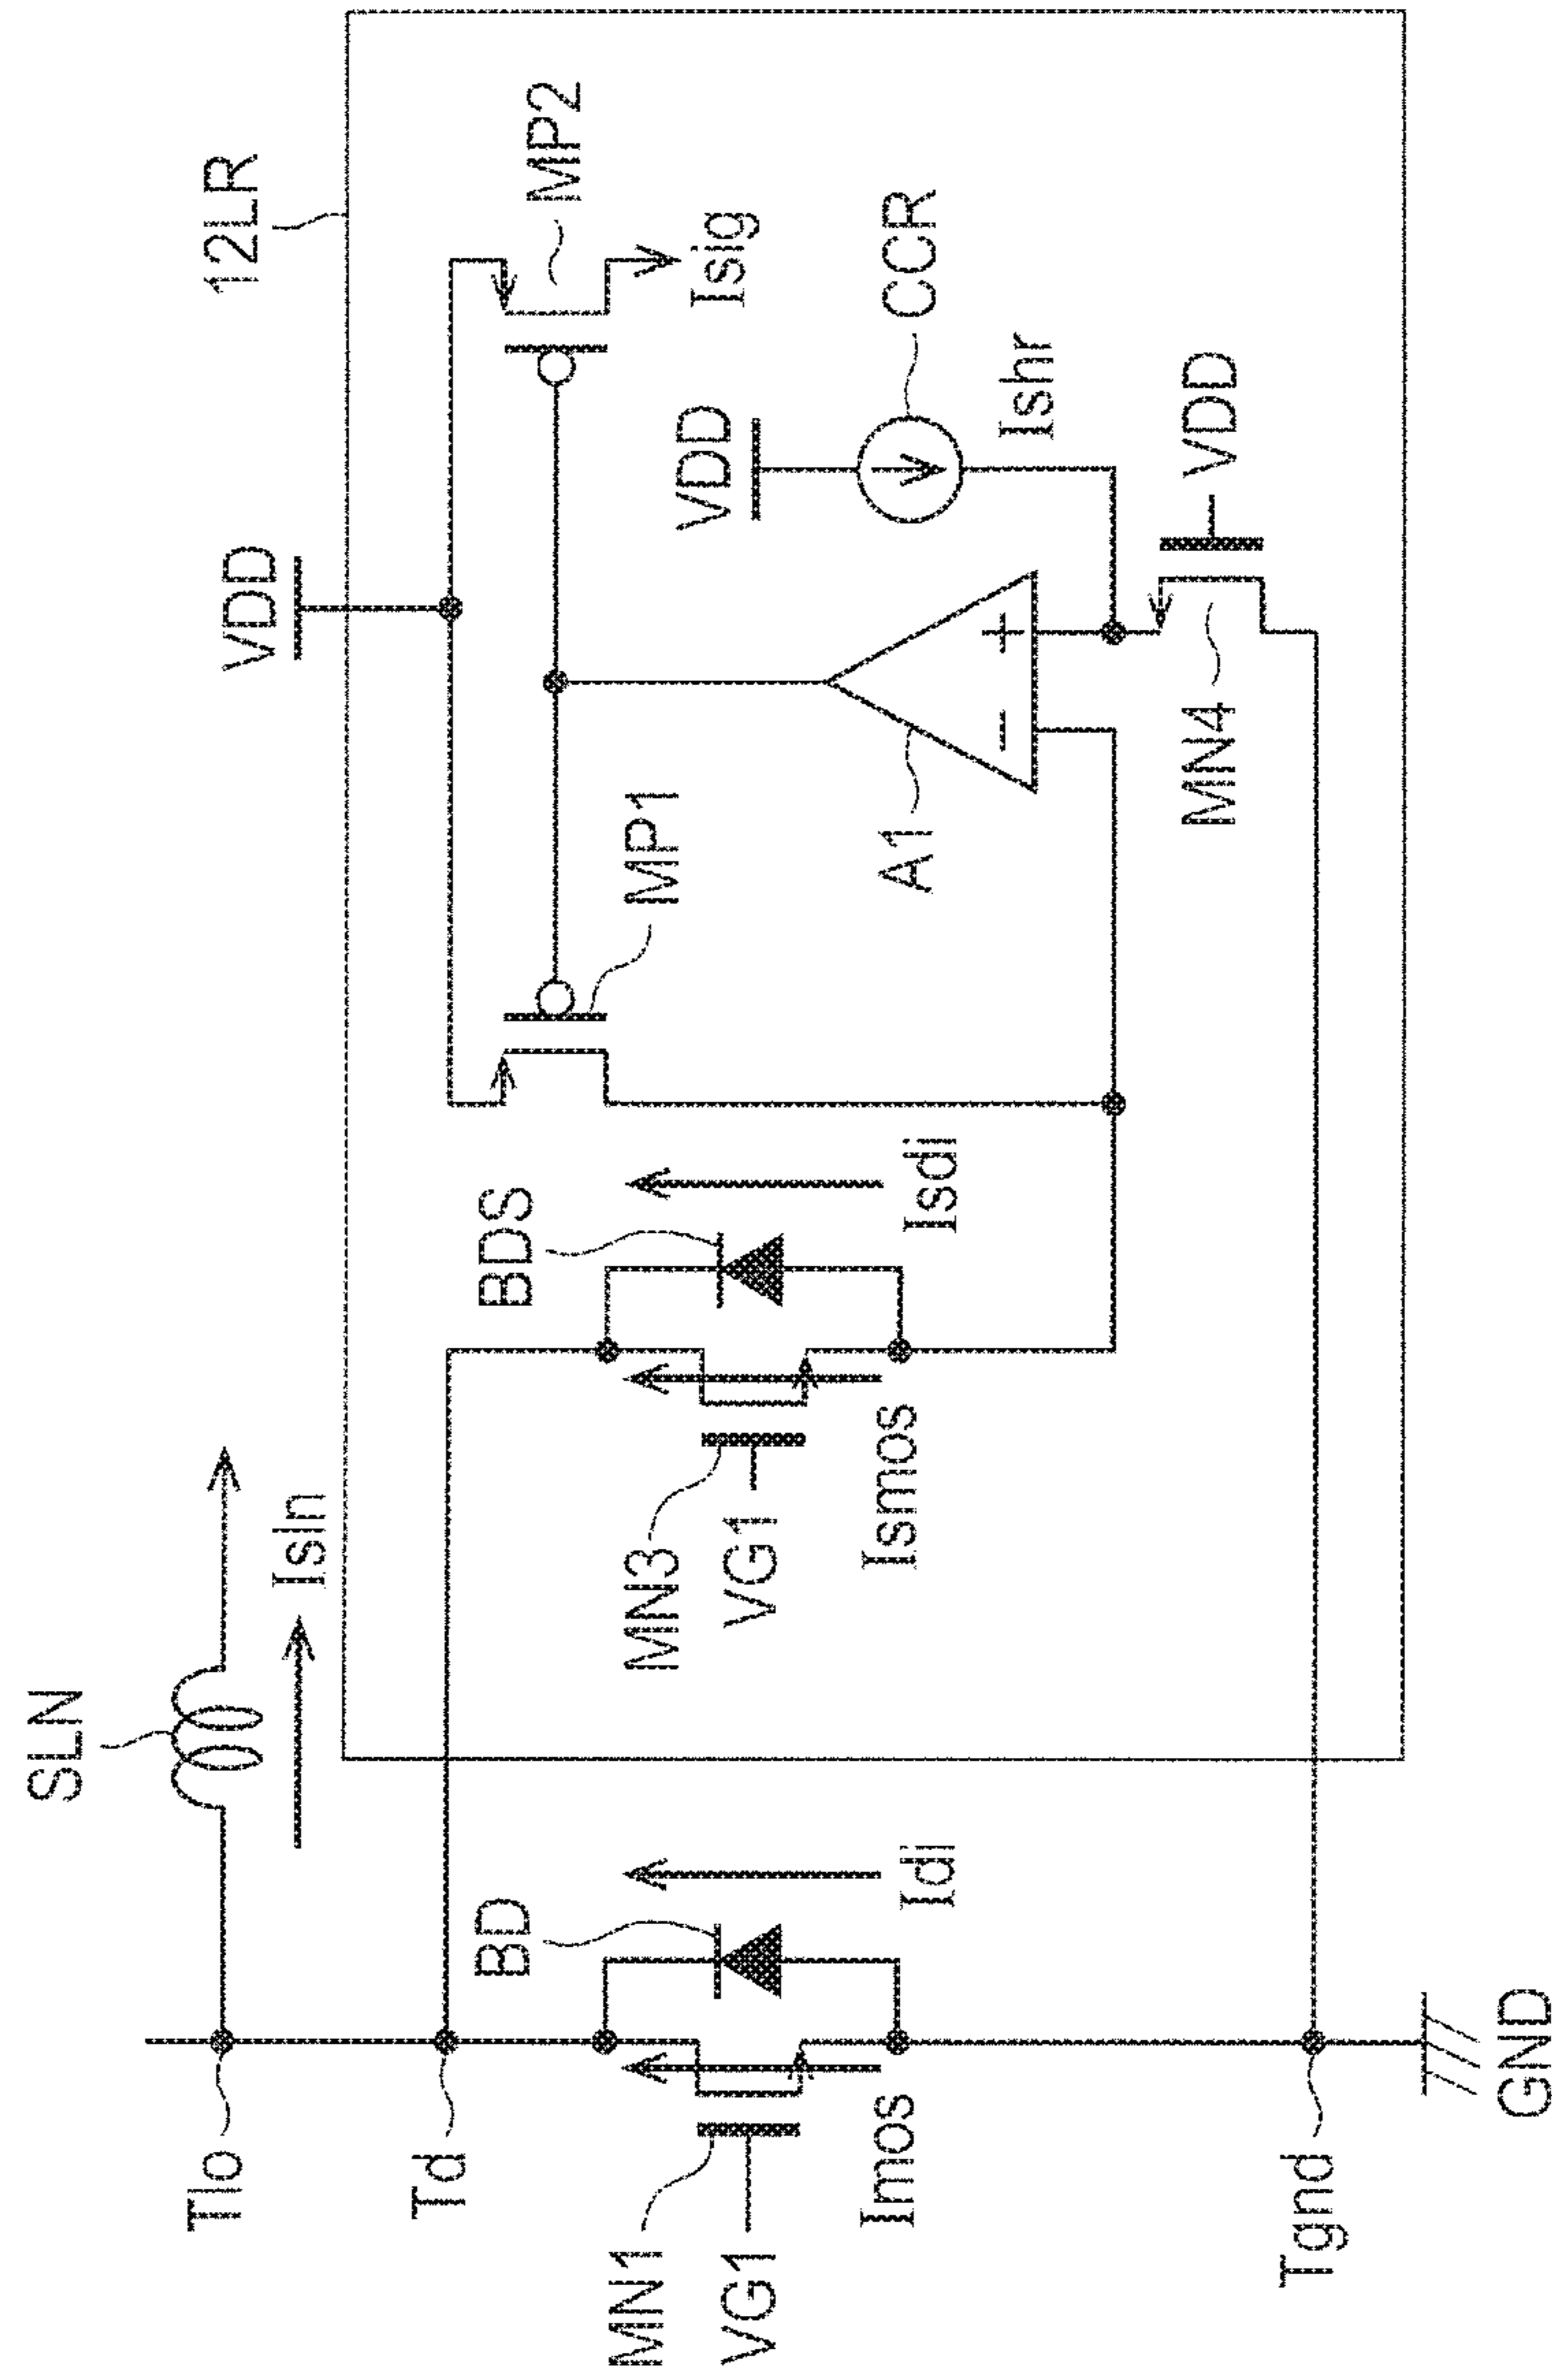 SLN
Tlo
Isln
12LR
VDD
Td
BD
BDS
MP1
MP2
Isig
MN1
VG1
MN3
VG1
VDD
CCR
Imos
Idi
Ismos
Isdi
A1
−
+
Ishr
MN4
VDD
Tgnd
GND